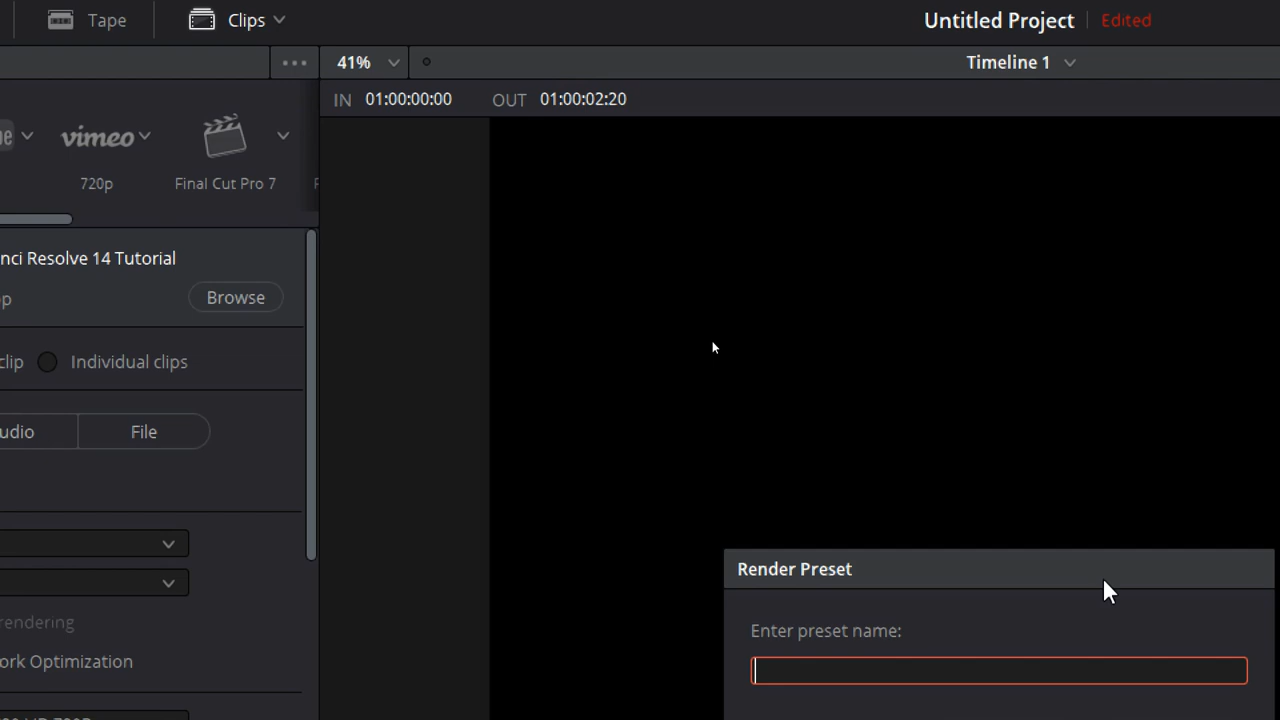 Tape
Clips
Untitled Project
Edited
41%
Timeline 1
IN 01:00:00:00 OUT 01:00:02:20
vimeo
720p
Final Cut Pro 7
nci Resolve 14 Tutorial
Browse
clip
Individual clips
udio
File
rendering
ork Optimization
Render Preset
Enter preset name: